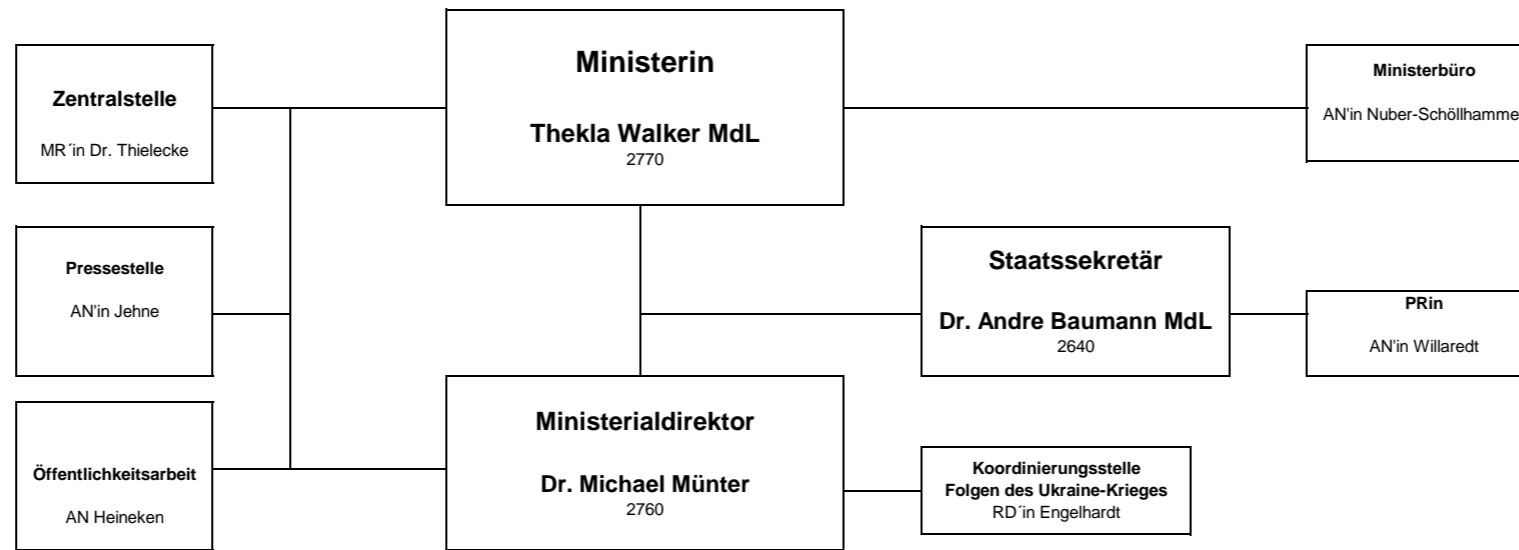 Ministerin
Thekla Walker MdL
2770
Zentralstelle
MR´in Dr. Thielecke
Ministerbüro
AN'in Nuber-Schöllhamme
Pressestelle
AN'in Jehne
Staatssekretär
Dr. Andre Baumann MdL
2640
PRin
AN'in Willaredt
Öffentlichkeitsarbeit
AN Heineken
Ministerialdirektor
Dr. Michael Münter
2760
Koordinierungsstelle
Folgen des Ukraine-Krieges
RD´in Engelhardt